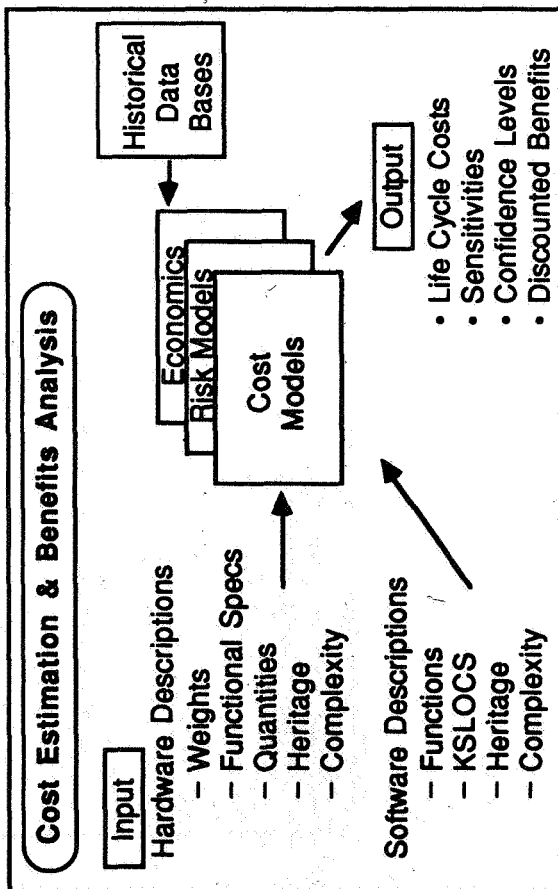 Cost Estimation & Benefits Analysis
Input
Hardware Descriptions
– Weights
– Functional Specs
– Quantities
– Heritage
– Complexity
Software Descriptions
– Functions
– KSLOCS
– Heritage
– Complexity
Economics
Risk Models
Cost
Models
Historical
Data
Bases
Output
• Life Cycle Costs
• Sensitivities
• Confidence Levels
• Discounted Benefits